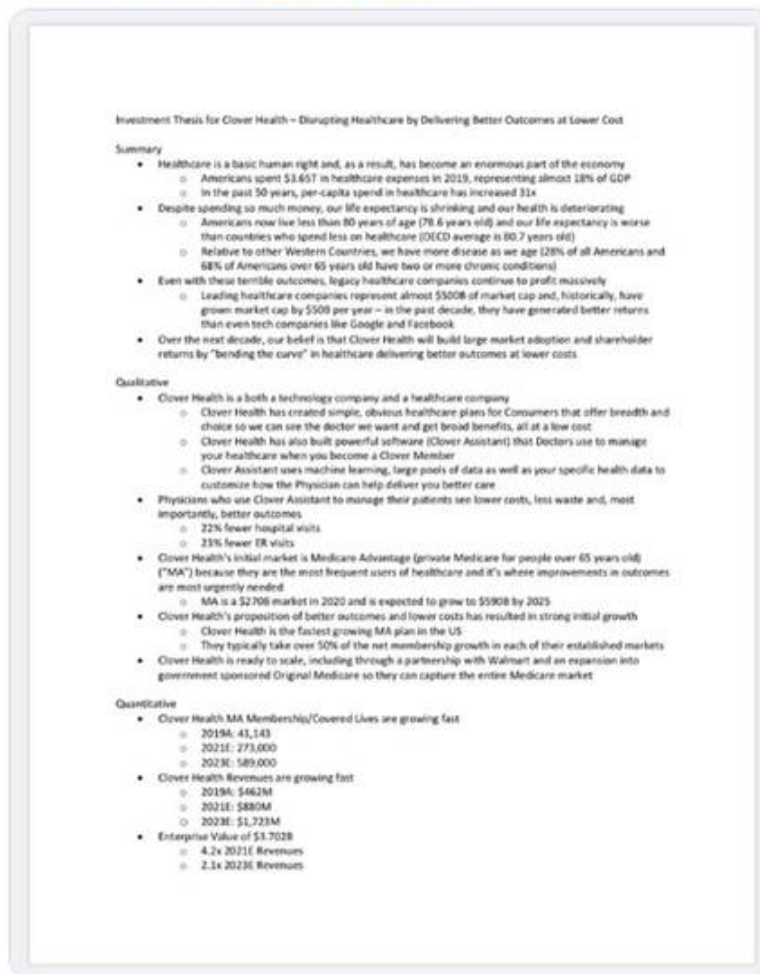 Investment Thesis for Clover Health – Disrupting Healthcare by Delivering Better Outcomes at Lower Cost
Summary
• Healthcare is a basic human right and, as a result, has become an enormous part of the economy
o Americans spent $3.65T in healthcare expenses in 2019, representing almost 18% of GDP
o In the past 50 years, per-capita spend in healthcare has increased 31x
• Despite spending so much money, our life expectancy is shrinking and our health is deteriorating
o Americans now live less than 80 years of age (78.6 years old) and our life expectancy is worse
than countries who spend less on healthcare (OECD average is 80.7 years old)
o Relative to other Western Countries, we have more disease as we age (28% of all Americans and
68% of Americans over 65 years old have two or more chronic conditions)
• Even with these terrible outcomes, legacy healthcare companies continue to profit massively
o Leading healthcare companies represent almost $500B of market cap and, historically, have
grown market cap by $50B per year – in the past decade, they have generated better returns
than even tech companies like Google and Facebook
• Over the next decade, our belief is that Clover Health will build large market adoption and shareholder
returns by "bending the curve" in healthcare delivering better outcomes at lower costs
Qualitative
• Clover Health is a both a technology company and a healthcare company
o Clover Health has created simple, obvious healthcare plans for Consumers that offer breadth and
choice so we can see the doctor we want and get broad benefits, all at a low cost
o Clover Health has also built powerful software (Clover Assistant) that Doctors use to manage
your healthcare when you become a Clover Member
o Clover Assistant uses machine learning, large pools of data as well as your specific health data to
customize how the Physician can help deliver you better care
• Physicians who use Clover Assistant to manage their patients see lower costs, less waste and, most
importantly, better outcomes
o 22% fewer hospital visits
o 23% fewer ER visits
• Clover Health's initial market is Medicare Advantage (private Medicare for people over 65 years old)
("MA") because they are the most frequent users of healthcare and it's where improvements in outcomes
are most urgently needed
o MA is a $270B market in 2020 and is expected to grow to $590B by 2025
• Clover Health's proposition of better outcomes and lower costs has resulted in strong initial growth
o Clover Health is the fastest growing MA plan in the US
o They typically take over 50% of the net membership growth in each of their established markets
• Clover Health is ready to scale, including through a partnership with Walmart and an expansion into
government sponsored Original Medicare so they can capture the entire Medicare market
Quantitative
• Clover Health MA Membership/Covered Lives are growing fast
o 2019A: 43,143
o 2021E: 273,000
o 2023E: 589,000
• Clover Health Revenues are growing fast
o 2019A: $462M
o 2021E: $880M
o 2023E: $1,723M
• Enterprise Value of $3.702B
o 4.2x 2021E Revenues
o 2.1x 2023E Revenues